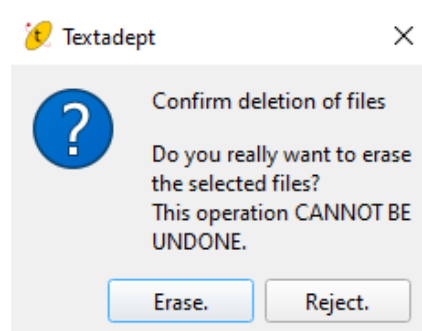 Textadept
Confirm deletion of files
Do you really want to erase
the selected files?
This operation CANNOT BE
UNDONE.
Erase.
Reject.